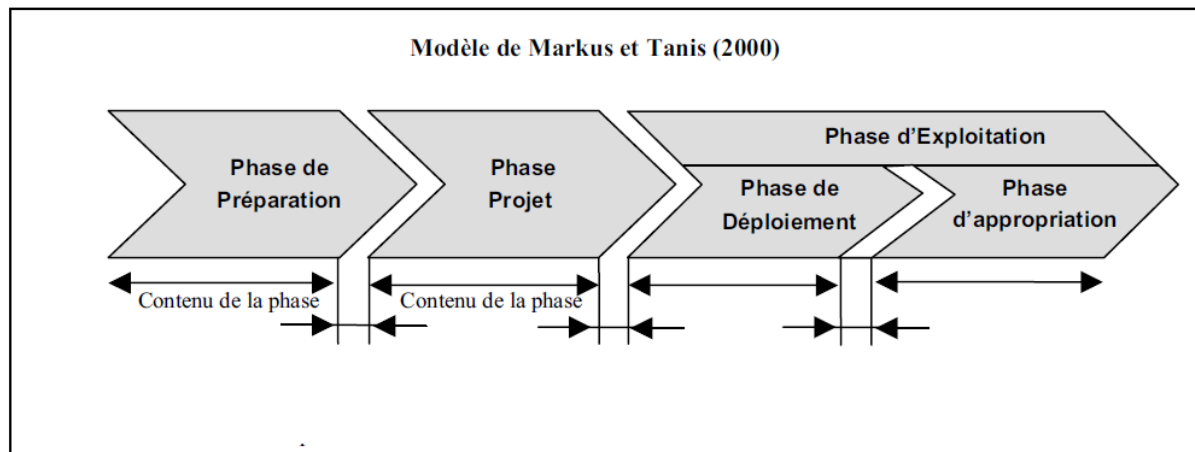 Modèle de Markus et Tanis (2000)
Phase de
Préparation
Phase
Projet
Phase d’Exploitation
Phase de
Déploiement
Phase
d’appropriation
Contenu de la phase
Contenu de la phase